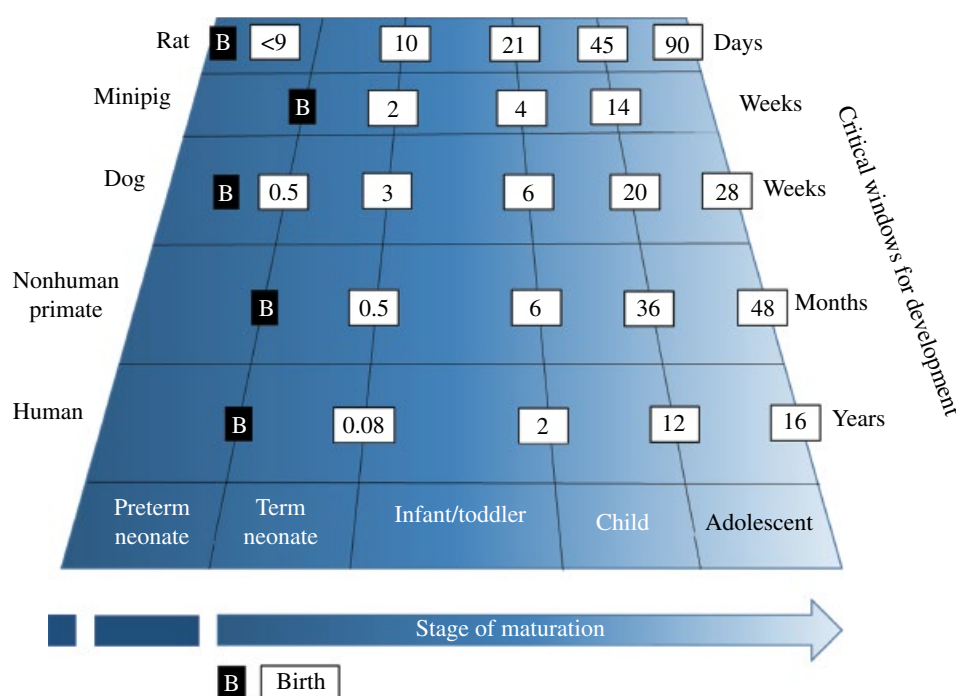 Rat B <9 10 21 45 90 Days
Minipig B 2 4 14 Weeks
Dog B 0.5 3 6 20 28 Weeks
Nonhuman
primate B 0.5 6 36 48 Months
Human B 0.08 2 12 16 Years
Critical windows for development
Preterm
neonate
Term
neonate
Infant/toddler
Child
Adolescent
Stage of maturation
B Birth